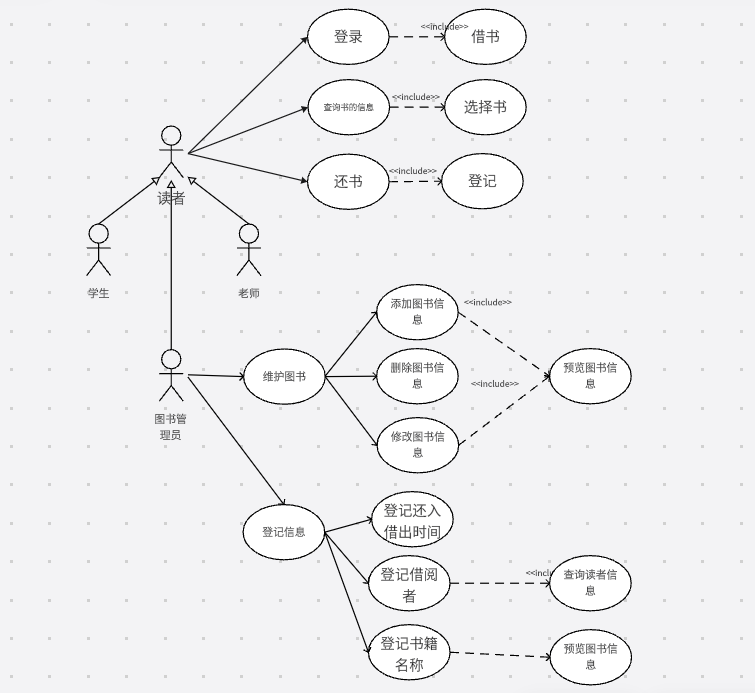 登录
<<include>>
借书
查询书的信息
<<include>>
选择书
还书
<<include>>
登记
读者
学生
老师
添加图书信
息
<<include>>
维护图书
删除图书信
息
<<include>>
预览图书信
息
图书管
理员
修改图书信
息
登记信息
登记还入
借出时间
登记借阅
者
<<inclu
查询读者信
息
登记书籍
名称
预览图书信
息